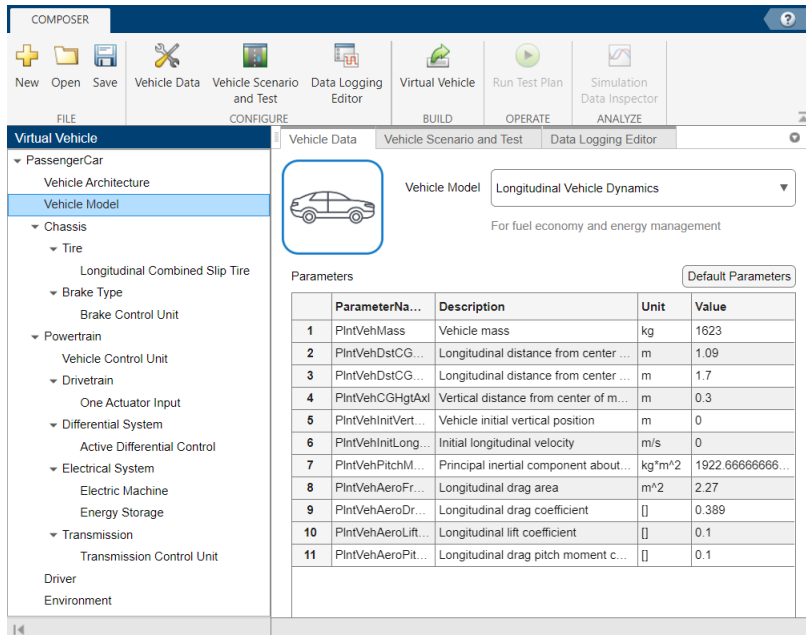 COMPOSER
?
New
Open
Save
Vehicle Data
Vehicle Scenario
and Test
Data Logging
Editor
Virtual Vehicle
Run Test Plan
Simulation
Data Inspector
FILE
CONFIGURE
BUILD
OPERATE
ANALYZE
Virtual Vehicle
PassengerCar
Vehicle Architecture
Vehicle Model
Chassis
Tire
Longitudinal Combined Slip Tire
Brake Type
Brake Control Unit
Powertrain
Vehicle Control Unit
Drivetrain
One Actuator Input
Differential System
Active Differential Control
Electrical System
Electric Machine
Energy Storage
Transmission
Transmission Control Unit
Driver
Environment
Vehicle Data
Vehicle Scenario and Test
Data Logging Editor
Vehicle Model
Longitudinal Vehicle Dynamics
For fuel economy and energy management
Parameters
Default Parameters
ParameterNa... Description Unit Value
1 PlntVehMass Vehicle mass kg 1623
2 PlntVehDstCG... Longitudinal distance from center ... m 1.09
3 PlntVehDstCG... Longitudinal distance from center ... m 1.7
4 PlntVehCGHgtAxl Vertical distance from center of m... m 0.3
5 PlntVehInitVert... Vehicle initial vertical position m 0
6 PlntVehInitLong... Initial longitudinal velocity m/s 0
7 PlntVehPitchM... Principal inertial component about... kg*m^2 1922.66666666...
8 PlntVehAeroFr... Longitudinal drag area m^2 2.27
9 PlntVehAeroDr... Longitudinal drag coefficient [] 0.389
10 PlntVehAeroLift... Longitudinal lift coefficient [] 0.1
11 PlntVehAeroPit... Longitudinal drag pitch moment c... [] 0.1